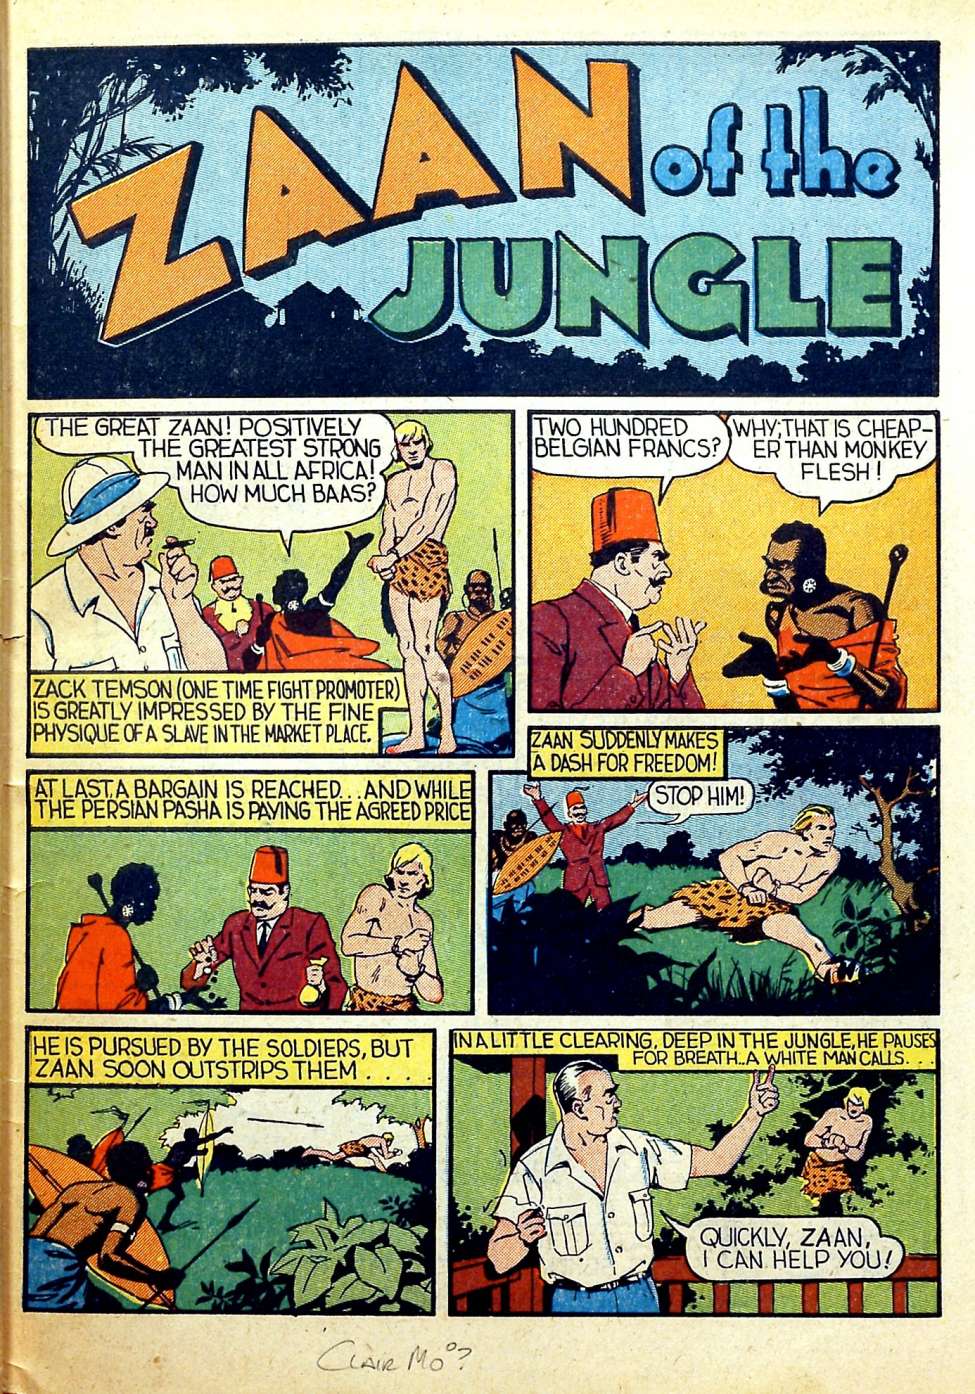 ZAAN of the
JUNGLE
THE GREAT ZAAN! POSITIVELY
THE GREATEST STRONG
MAN IN ALL AFRICA!
HOW MUCH BAAS?
ZACK TEMSON (ONE TIME FIGHT PROMOTER)
IS GREATLY IMPRESSED BY THE FINE
PHYSIQUE OF A SLAVE IN THE MARKET PLACE.
TWO HUNDRED
BELGIAN FRANCS?
WHY, THAT IS CHEAP-
ER THAN MONKEY
FLESH!
AT LAST A BARGAIN IS REACHED... AND WHILE
THE PERSIAN PASHA IS PAYING THE AGREED PRICE
ZAAN SUDDENLY MAKES
A DASH FOR FREEDOM!
STOP HIM!
HE IS PURSUED BY THE SOLDIERS, BUT
ZAAN SOON OUTSTRIPS THEM . . . .
IN A LITTLE CLEARING, DEEP IN THE JUNGLE, HE PAUSES
FOR BREATH.. A WHITE MAN CALLS. . .
QUICKLY, ZAAN,
I CAN HELP YOU!
CLAIR MO?